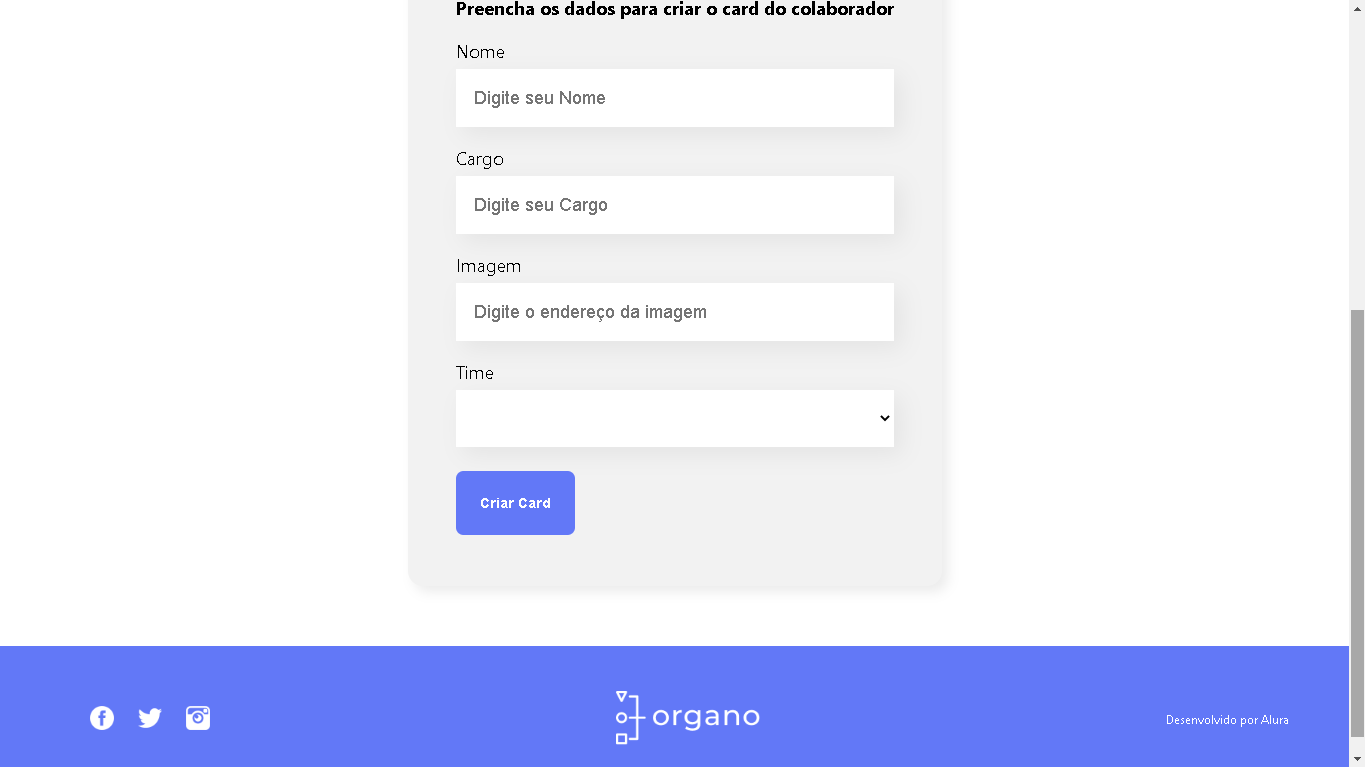 Preencha os dados para criar o card do colaborador
Nome
Digite seu Nome
Cargo
Digite seu Cargo
Imagem
Digite o endereço da imagem
Time
Criar Card
organo
Desenvolvido por Alura